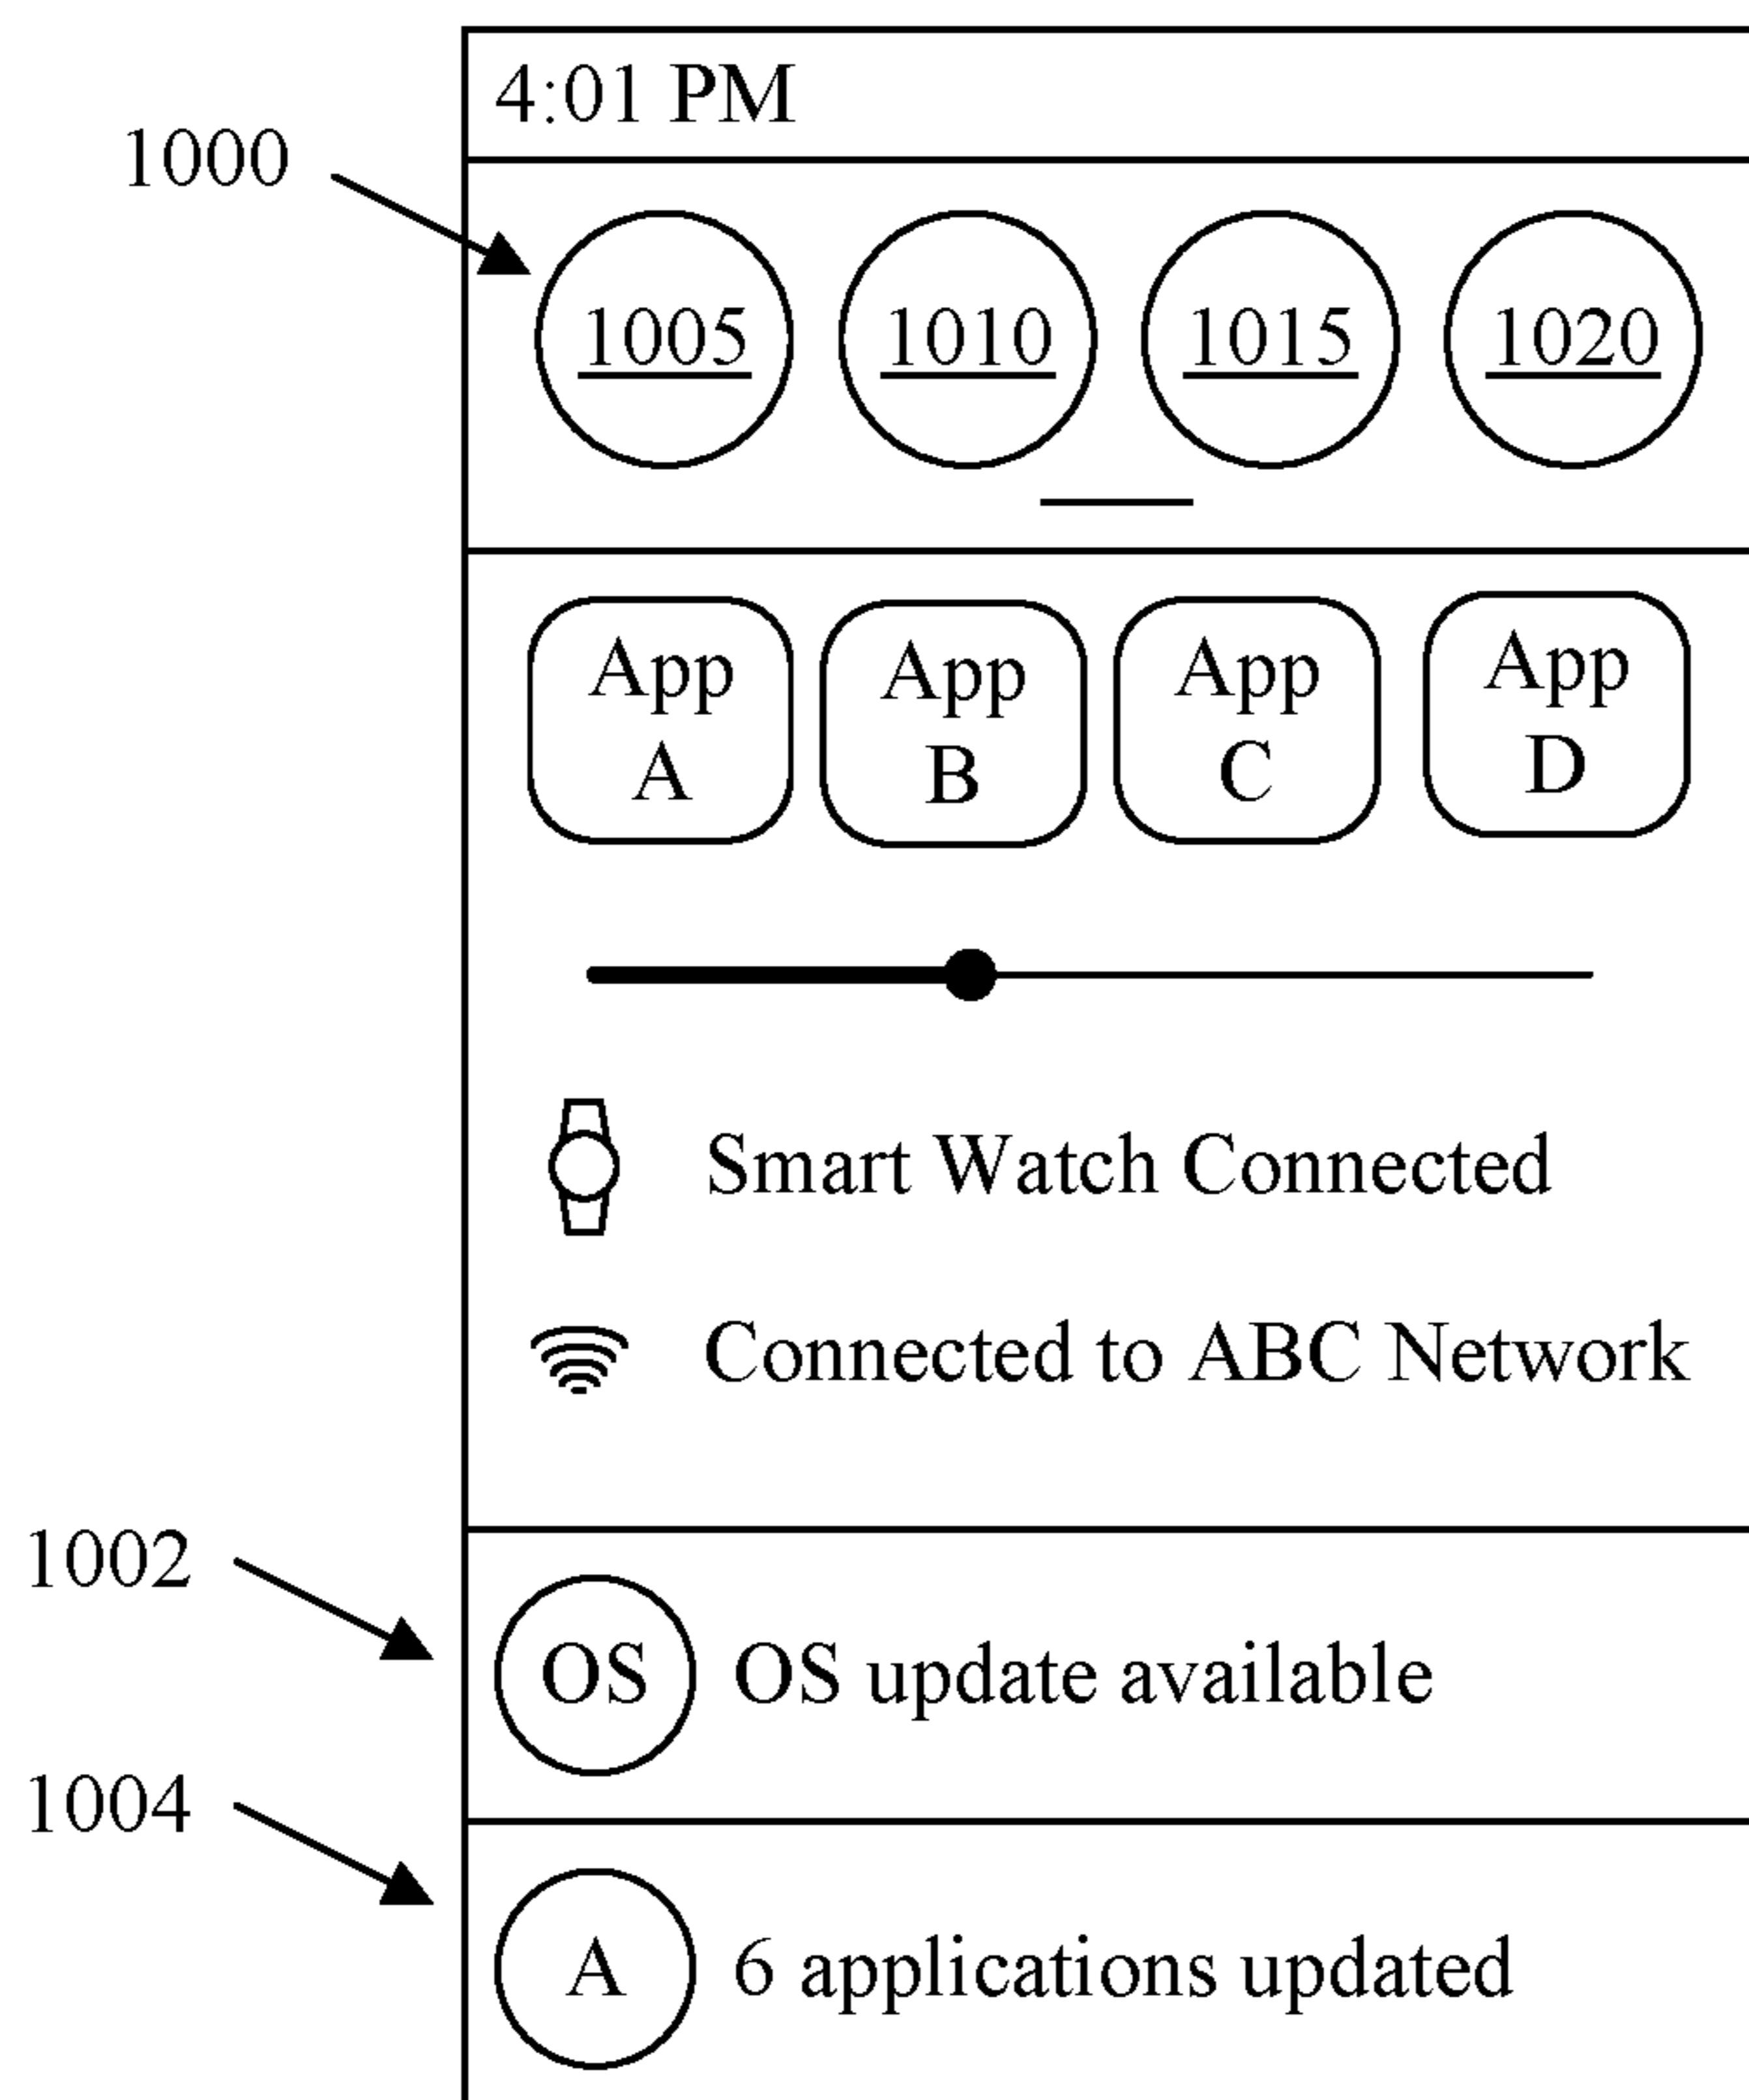 4:01 PM
1000
1005 1010 1015 1020
App App App App
A B C D
Smart Watch Connected
Connected to ABC Network
1002
OS OS update available
1004
A 6 applications updated